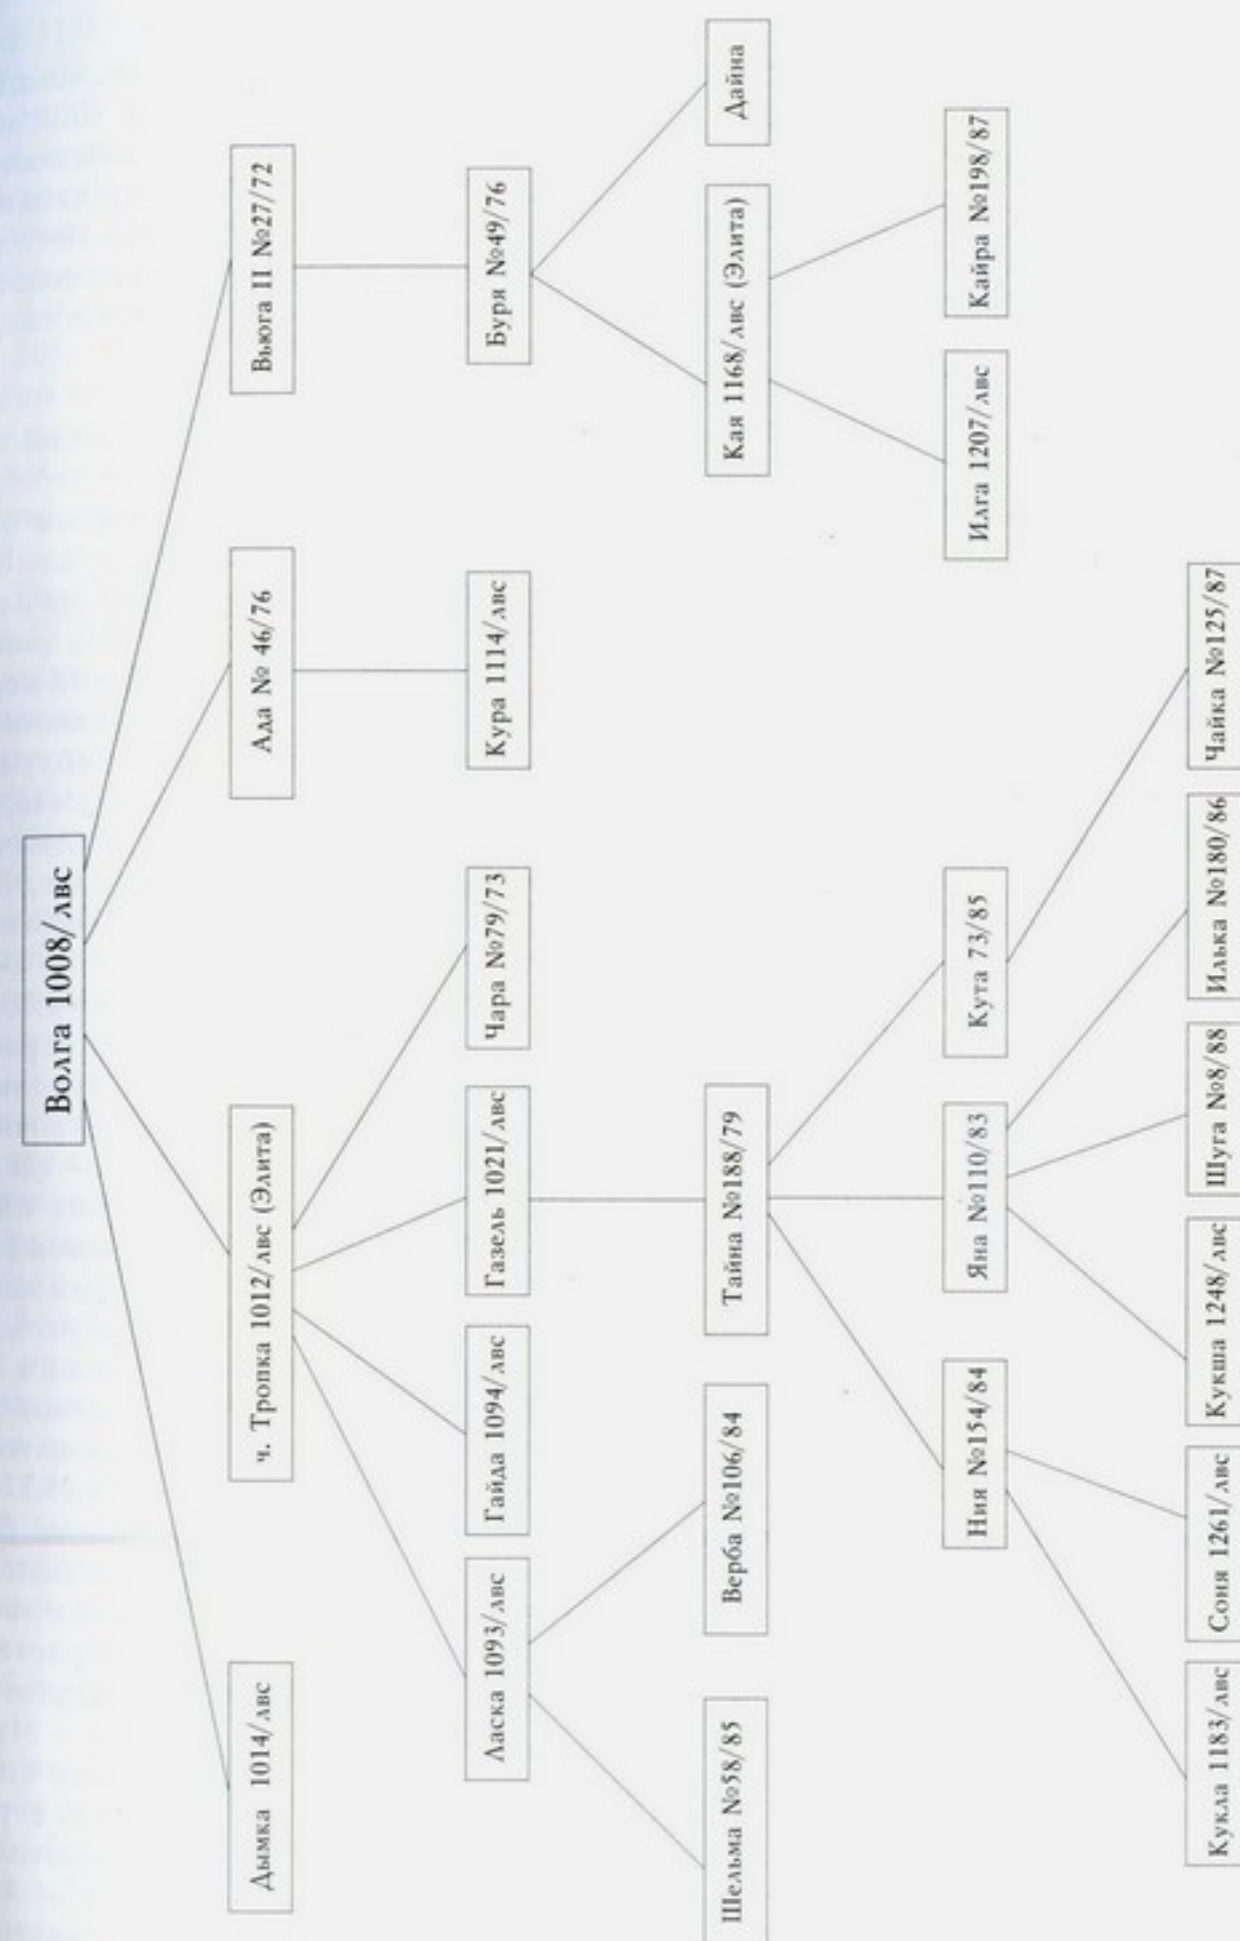 Волга 1008/лвс
Дымка 1014/лвс
ч. Тропка 1012/лвс (Элита)
Ада № 46/76
Вьюга II №27/72
Ласка 1093/лвс
Гайда 1094/лвс
Газель 1021/лвс
Чара №79/73
Кура 1114/лвс
Буря №49/76
Шельма №58/85
Верба №106/84
Тайна №188/79
Кая 1168/лвс (Элита)
Дайна
Ния №154/84
Яна №110/83
Кута 73/85
Илга 1207/лвс
Кайра №198/87
Кукла 1183/лвс
Соня 1261/лвс
Кукша 1248/лвс
Шуга №8/88
Илька №180/86
Чайка №125/87